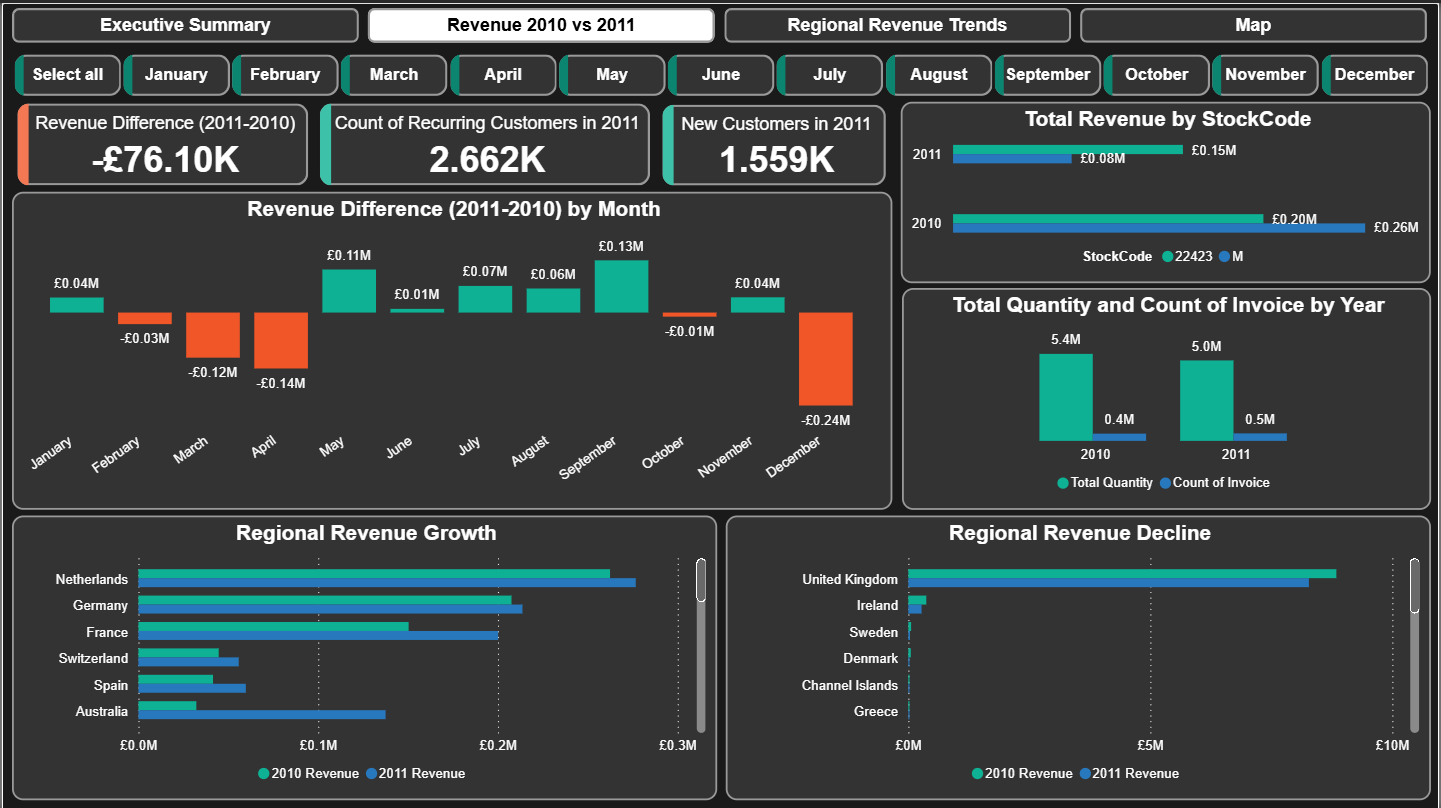 Executive Summary
Revenue 2010 vs 2011
Regional Revenue Trends
Map
Select all
January
February
March
April
May
June
July
August
September
October
November
December
Revenue Difference (2011-2010)
-£76.10K
Count of Recurring Customers in 2011
2.662K
New Customers in 2011
1.559K
Total Revenue by StockCode
2011
£0.15M
£0.08M
2010
£0.20M
£0.26M
StockCode
22423
M
Revenue Difference (2011-2010) by Month
£0.04M
-£0.03M
-£0.12M
-£0.14M
£0.11M
£0.01M
£0.07M
£0.06M
£0.13M
-£0.01M
£0.04M
-£0.24M
January
February
March
April
May
June
July
August
September
October
November
December
Total Quantity and Count of Invoice by Year
5.4M
0.4M
5.0M
0.5M
2010
2011
Total Quantity
Count of Invoice
Regional Revenue Growth
Netherlands
Germany
France
Switzerland
Spain
Australia
£0.0M
£0.1M
£0.2M
£0.3M
2010 Revenue
2011 Revenue
Regional Revenue Decline
United Kingdom
Ireland
Sweden
Denmark
Channel Islands
Greece
£0M
£5M
£10M
2010 Revenue
2011 Revenue